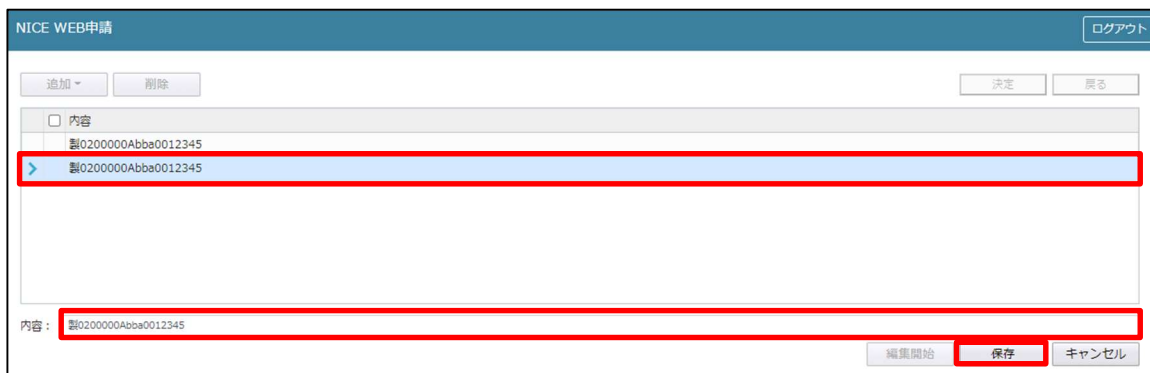 NICE WEB申請 ログアウト
追加 削除 決定 戻る
内容
製0200000Abba0012345
製0200000Abba0012345
内容： 製0200000Abba0012345
編集開始 保存 キャンセル